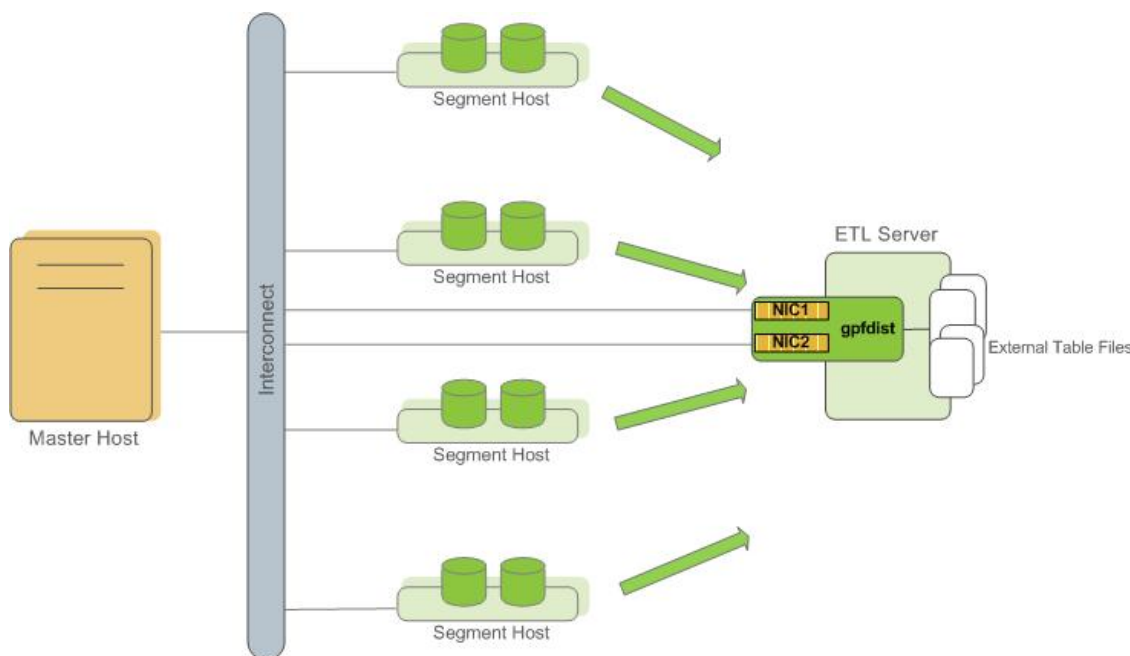 Segment Host
Segment Host
ETL Server
Interconnect
NIC1
gpfdist
NIC2
External Table Files
Master Host
Segment Host
Segment Host